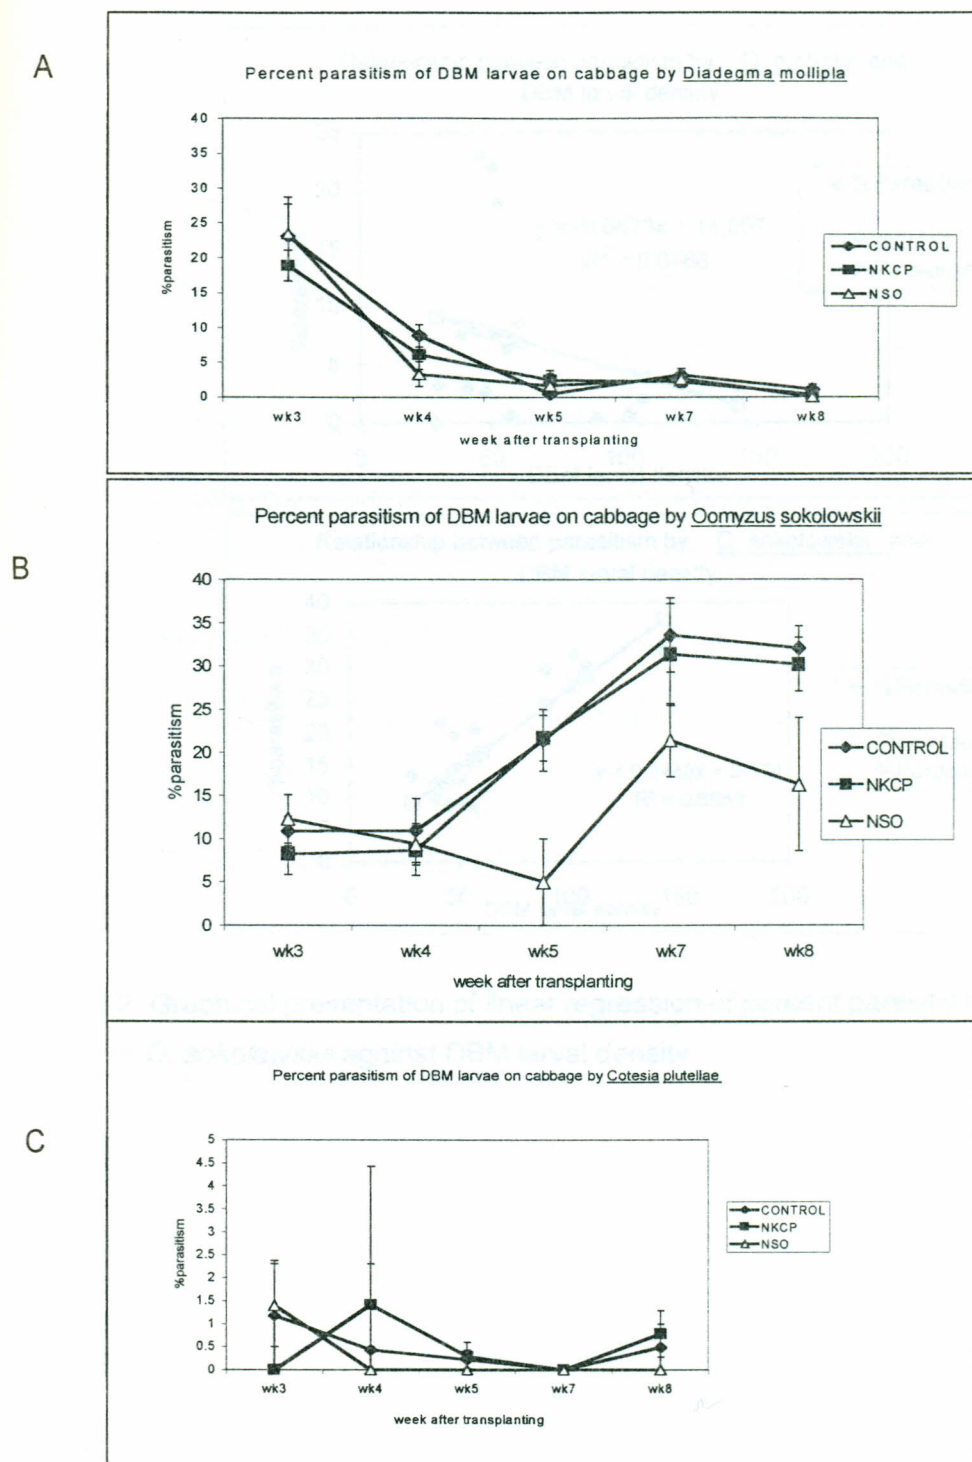 A
Percent parasitism of DBM larvae on cabbage by Diadegma mollipla
40
35
30
25
20
15
10
5
0
%parasitism
wk3 wk4 wk5 wk7 wk8
week after transplanting
CONTROL
NKCP
NSO
B
Percent parasitism of DBM larvae on cabbage by Oomyzus sokolowskii
40
35
30
25
20
15
10
5
0
%parasitism
wk3 wk4 wk5 wk7 wk8
week after transplanting
CONTROL
NKCP
NSO
C
Percent parasitism of DBM larvae on cabbage by Cotesia plutellae
5
4.5
4
3.5
3
2.5
2
1.5
1
0.5
0
%parasitism
wk3 wk4 wk5 wk7 wk8
week after transplanting
CONTROL
NKCP
NSO